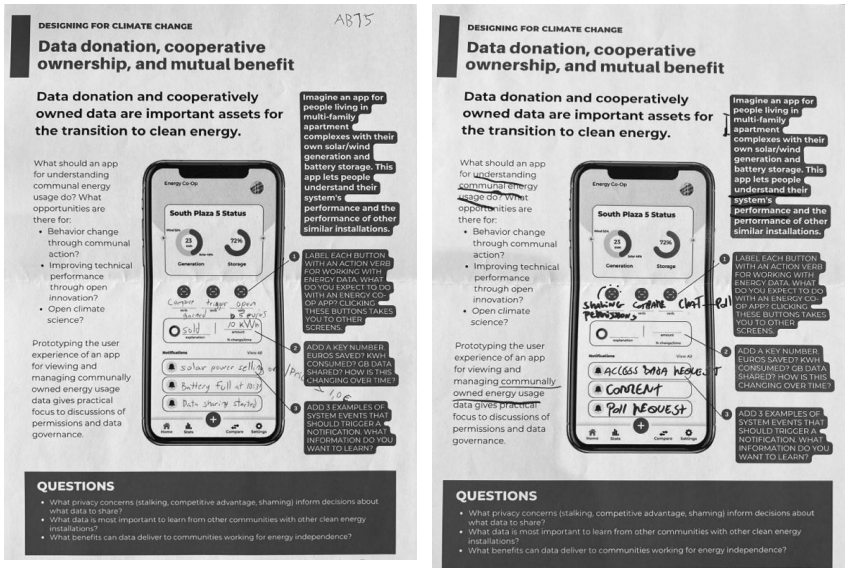 AB75
DESIGNING FOR CLIMATE CHANGE
Data donation, cooperative
ownership, and mutual benefit
Data donation and cooperatively
owned data are important assets for
the transition to clean energy.
Imagine an app for
people living in
multi-family
apartment
complexes with their
own solar/wind
generation and
battery storage. This
app lets people
understand their
system's
performance and the
performance of other
similar installations.
What should an app
for understanding
communal energy
usage do? What
opportunities are
there for:
• Behavior change
through communal
action?
• Improving technical
performance
through open
innovation?
• Open climate
science?
Prototyping the user
experience of an app
for viewing and
managing communally
owned energy usage
data gives practical
focus to discussions of
permissions and data
governance.
Energy Co-Op
South Plaza 5 Status
23
72%
Generation
Storage
Compare trigger open
gained 05 euros
sold
10 KWh
explanation
amount
% change/time
Notifications
View All
solar power selling
Battery full at
Data sharing started
Home
Stats
Compare
Settings
1
LABEL EACH BUTTON
WITH AN ACTION VERB
FOR WORKING WITH
ENERGY DATA. WHAT
DO YOU EXPECT TO DO
WITH AN ENERGY CO-
OP APP? CLICKING
THESE BUTTONS TAKES
YOU TO OTHER
SCREENS.
2
ADD A KEY NUMBER.
EUROS SAVED? KWH
CONSUMED? GB DATA
SHARED? HOW IS THIS
CHANGING OVER TIME?
3
ADD 3 EXAMPLES OF
SYSTEM EVENTS THAT
SHOULD TRIGGER A
NOTIFICATION. WHAT
INFORMATION DO YOU
WANT TO LEARN?
QUESTIONS
• What privacy concerns (stalking, competitive advantage, shaming) inform decisions about
what data to share?
• What data is most important to learn from other communities with other clean energy
installations?
• What benefits can data deliver to communities working for energy independence?
DESIGNING FOR CLIMATE CHANGE
Data donation, cooperative
ownership, and mutual benefit
Data donation and cooperatively
owned data are important assets for
the transition to clean energy.
Imagine an app for
people living in
multi-family
apartment
complexes with their
own solar/wind
generation and
battery storage. This
app lets people
understand their
system's
performance and the
performance of other
similar installations.
What should an app
for understanding
communal energy
usage do? What
opportunities are
there for:
• Behavior change
through communal
action?
• Improving technical
performance
through open
innovation?
• Open climate
science?
Prototyping the user
experience of an app
for viewing and
managing communally
owned energy usage
data gives practical
focus to discussions of
permissions and data
governance.
Energy Co-Op
South Plaza 5 Status
23
72%
Generation
Storage
SHARING COMPARE CHAT-Poll
PERMISSIONS
explanation
amount
% change/time
Notifications
View All
ACCESS DATA REQUEST
COMMENT
Poll REQUEST
Home
Stats
Compare
Settings
1
LABEL EACH BUTTON
WITH AN ACTION VERB
FOR WORKING WITH
ENERGY DATA. WHAT
DO YOU EXPECT TO DO
WITH AN ENERGY CO-
OP APP? CLICKING
THESE BUTTONS TAKES
YOU TO OTHER
SCREENS.
2
ADD A KEY NUMBER.
EUROS SAVED? KWH
CONSUMED? GB DATA
SHARED? HOW IS THIS
CHANGING OVER TIME?
3
ADD 3 EXAMPLES OF
SYSTEM EVENTS THAT
SHOULD TRIGGER A
NOTIFICATION. WHAT
INFORMATION DO YOU
WANT TO LEARN?
QUESTIONS
• What privacy concerns (stalking, competitive advantage, shaming) inform decisions about
what data to share?
• What data is most important to learn from other communities with other clean energy
installations?
• What benefits can data deliver to communities working for energy independence?